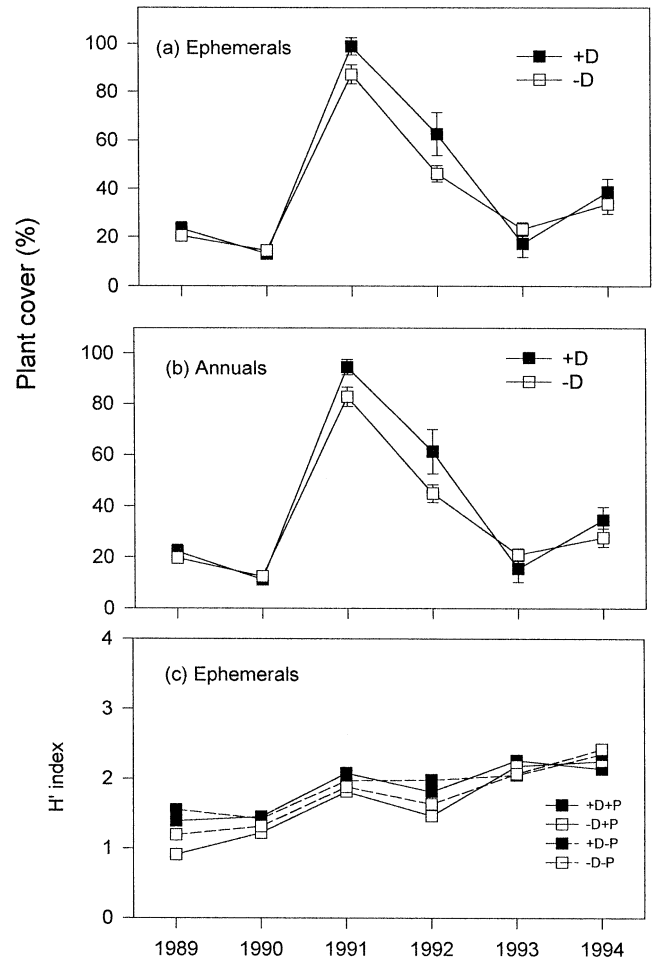 Plant cover (%)
(a) Ephemerals
+D
-D
100
80
60
40
20
0
(b) Annuals
+D
-D
100
80
60
40
20
0
H' index
(c) Ephemerals
+D+P
-D+P
+D-P
-D-P
4
3
2
1
0
1989 1990 1991 1992 1993 1994